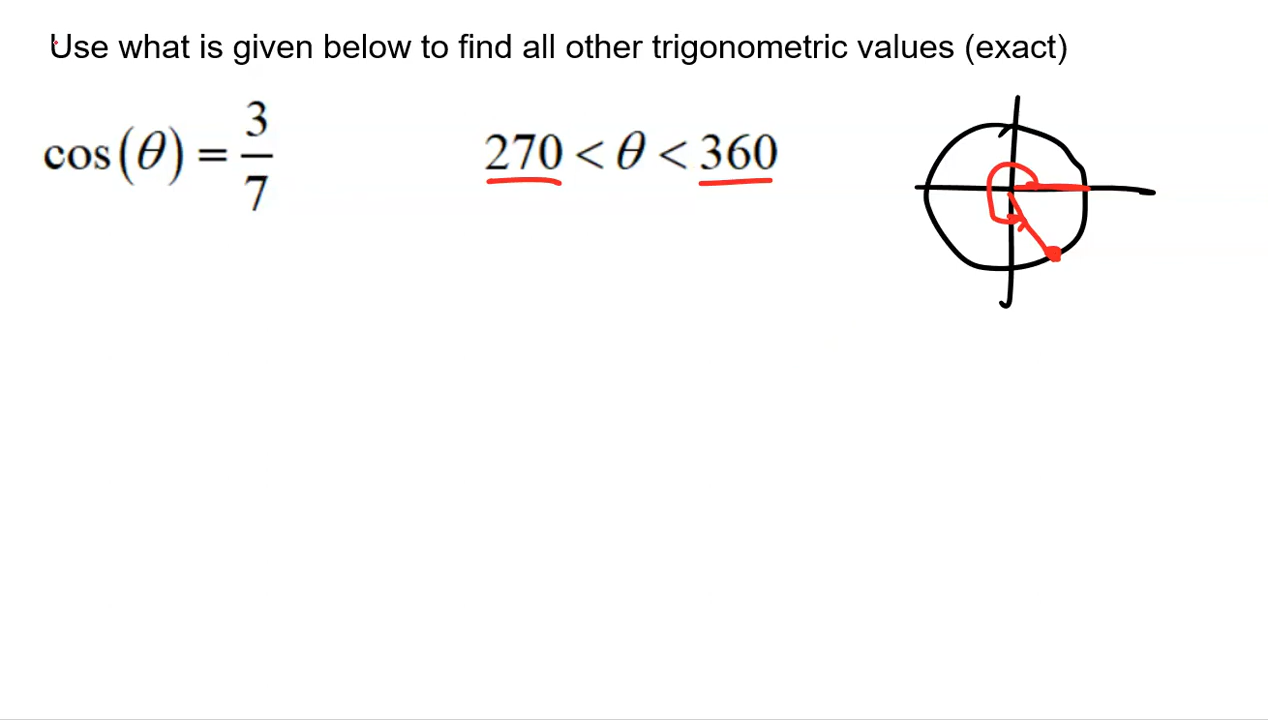 Use what is given below to find all other trigonometric values (exact)
cos(θ) = 3/7
270 < θ < 360